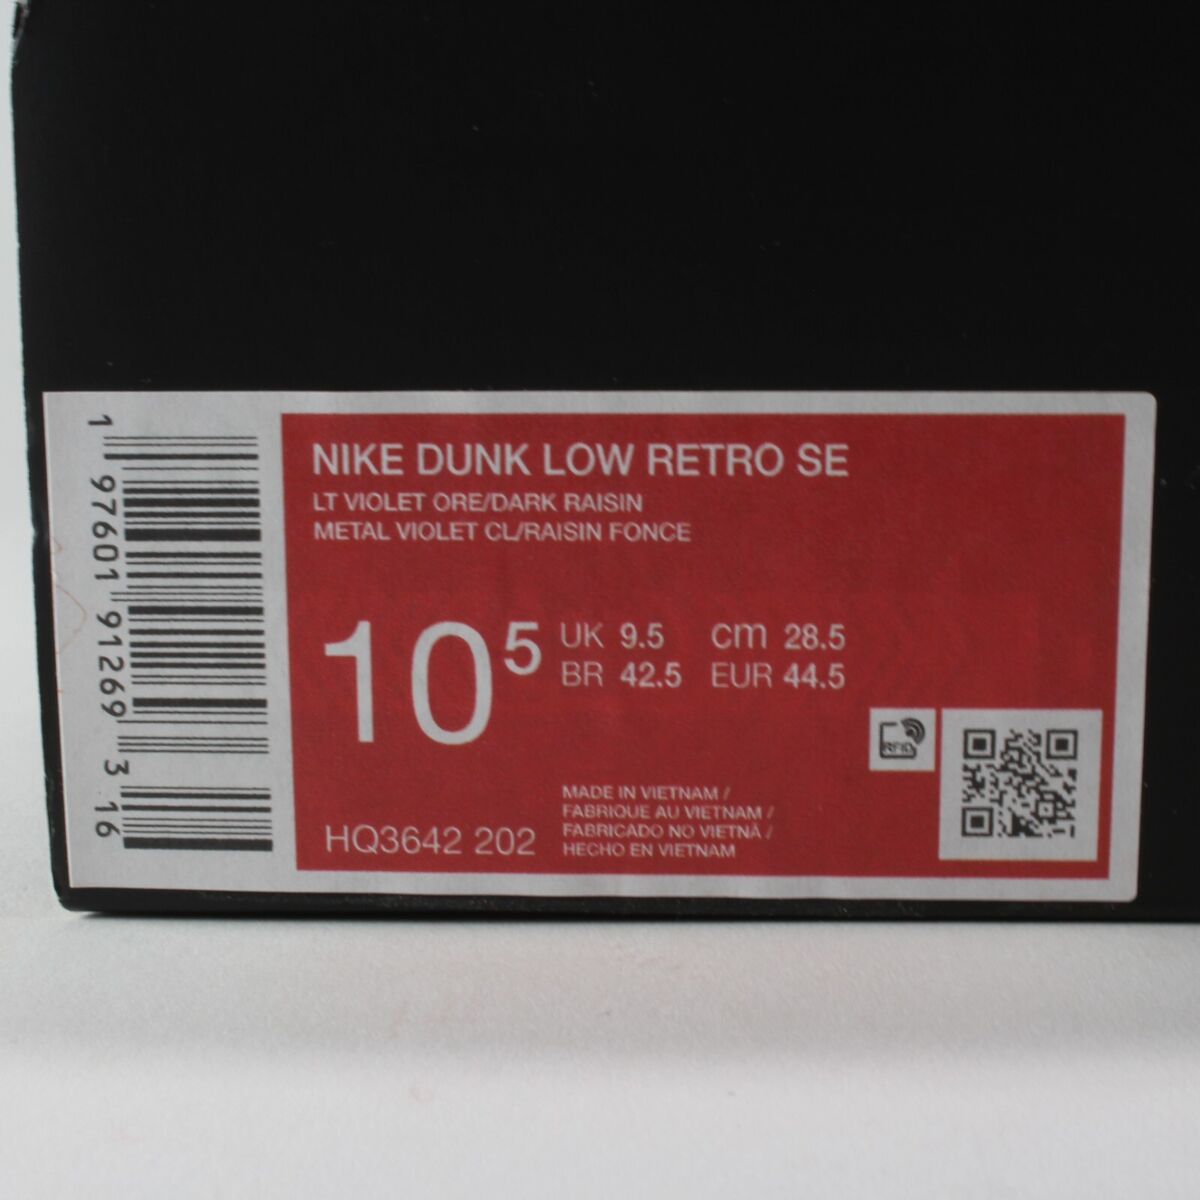 NIKE DUNK LOW RETRO SE
LT VIOLET ORE/DARK RAISIN
METAL VIOLET CL/RAISIN FONCE
10 5
UK 9.5 cm 28.5
BR 42.5 EUR 44.5
RFID
MADE IN VIETNAM /
FABRIQUE AU VIETNAM /
FABRICADO NO VIETNÃ /
HECHO EN VIETNAM
HQ3642 202
1 97601 91269 3 16